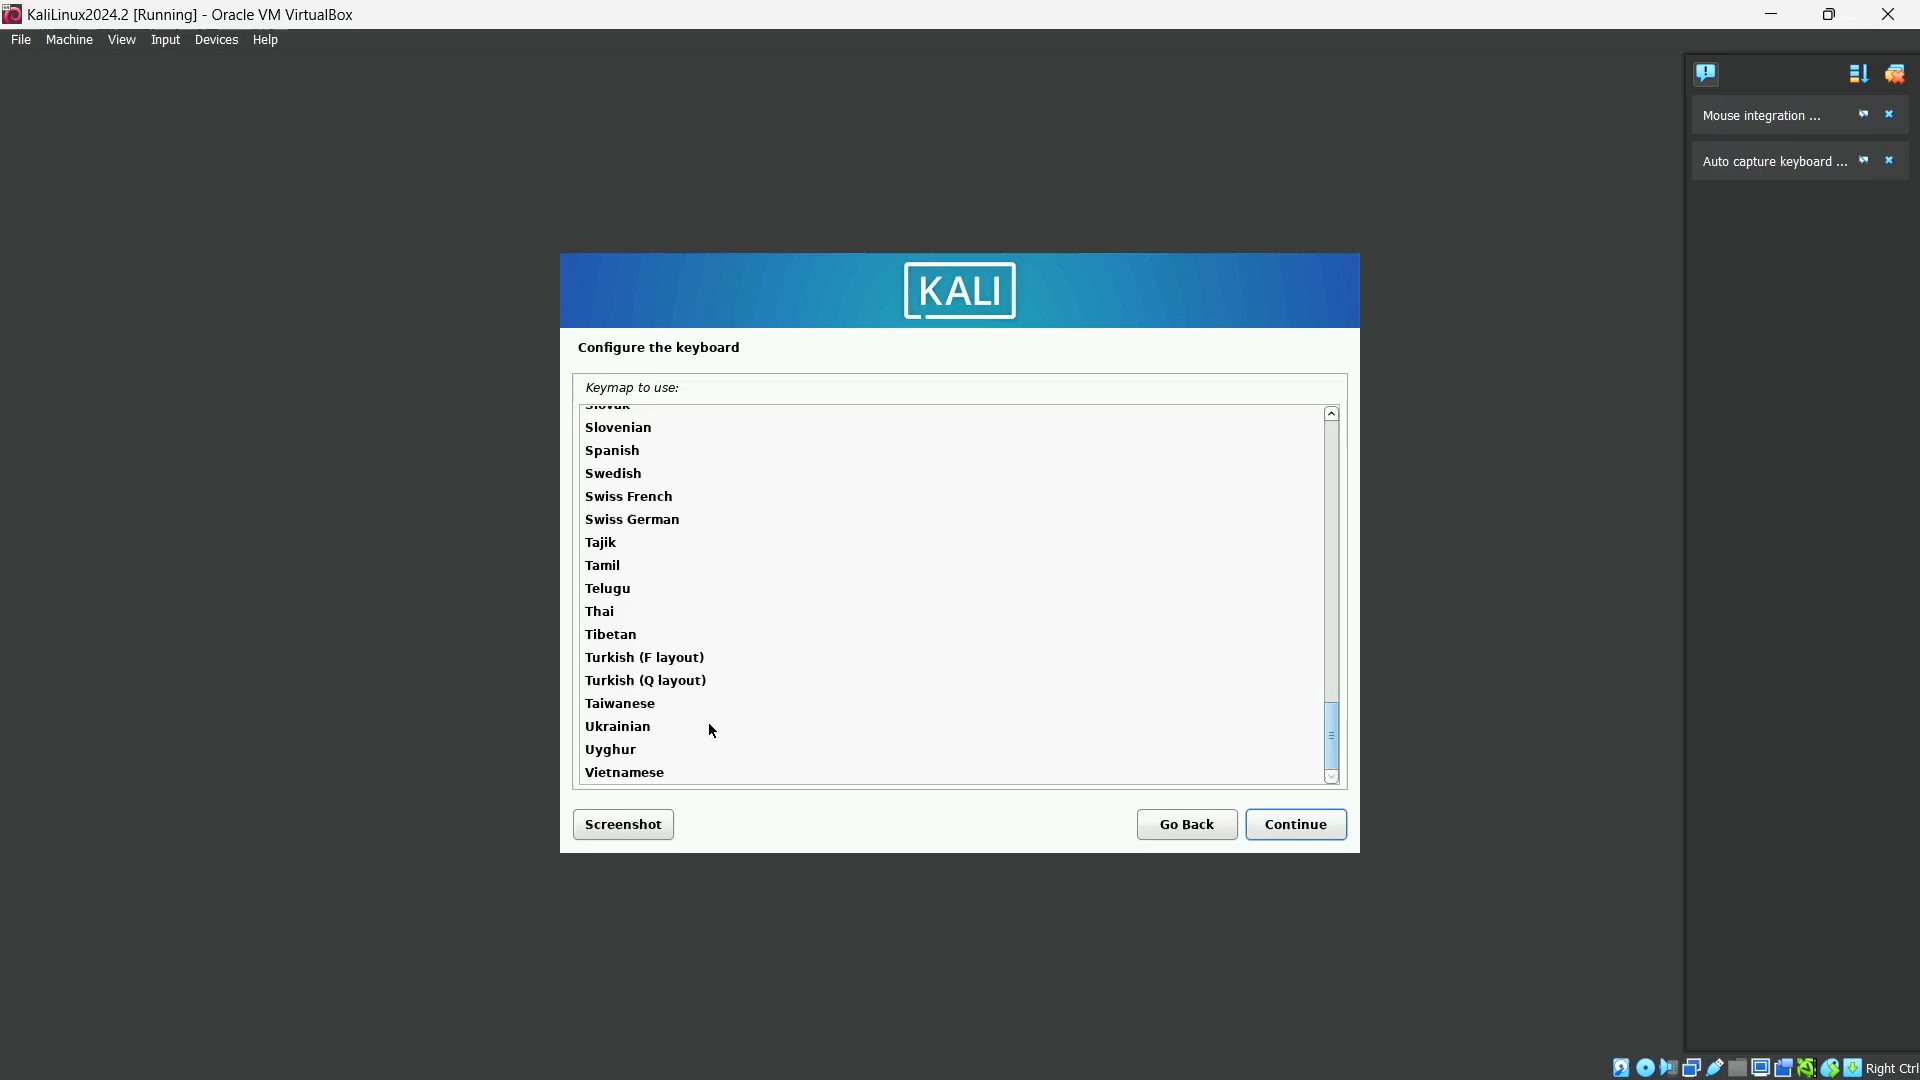 KaliLinux2024.2 [Running] - Oracle VM VirtualBox
File Machine View Input Devices Help
Mouse integration ...
Auto capture keyboard ...
KALI
Configure the keyboard
Keymap to use:
Slovak
Slovenian
Spanish
Swedish
Swiss French
Swiss German
Tajik
Tamil
Telugu
Thai
Tibetan
Turkish (F layout)
Turkish (Q layout)
Taiwanese
Ukrainian
Uyghur
Vietnamese
Screenshot Go Back Continue
Right Ctrl